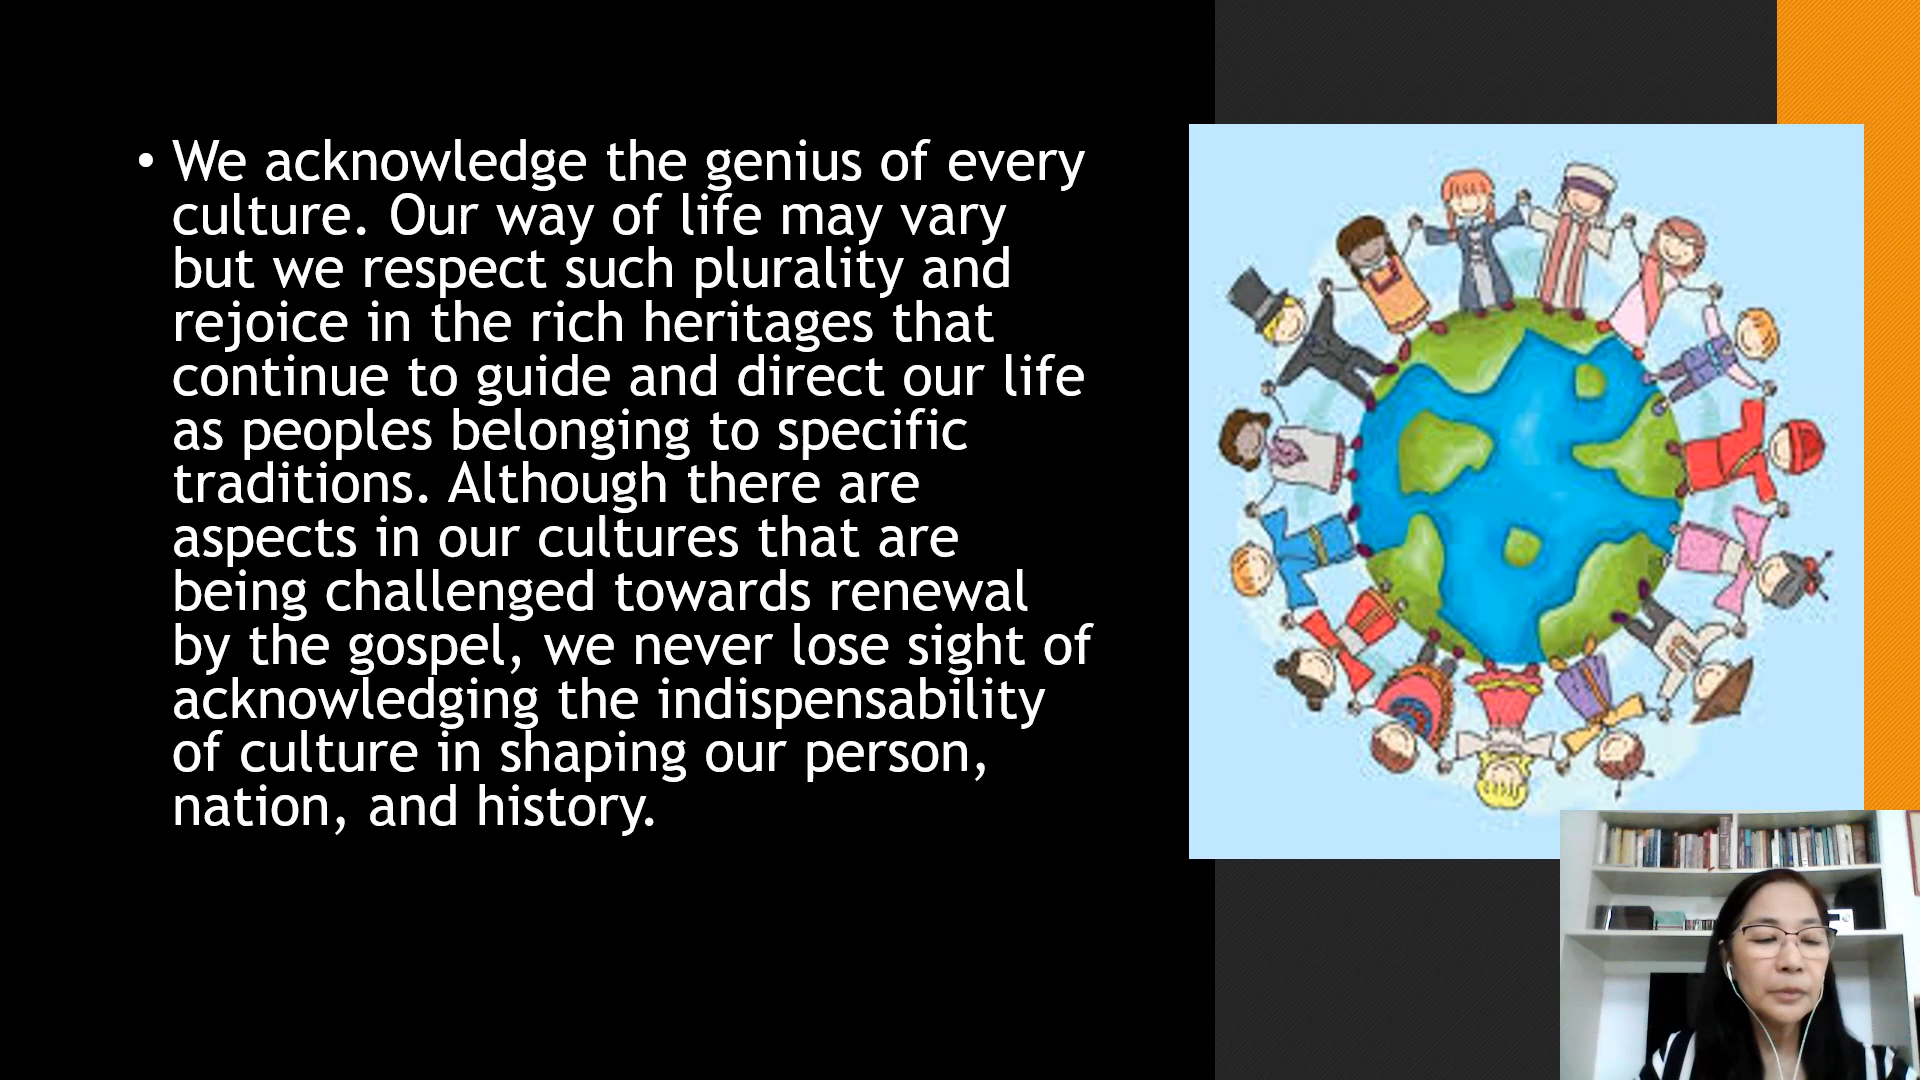 • We acknowledge the genius of every
culture. Our way of life may vary
but we respect such plurality and
rejoice in the rich heritages that
continue to guide and direct our life
as peoples belonging to specific
traditions. Although there are
aspects in our cultures that are
being challenged towards renewal
by the gospel, we never lose sight of
acknowledging the indispensability
of culture in shaping our person,
nation, and history.